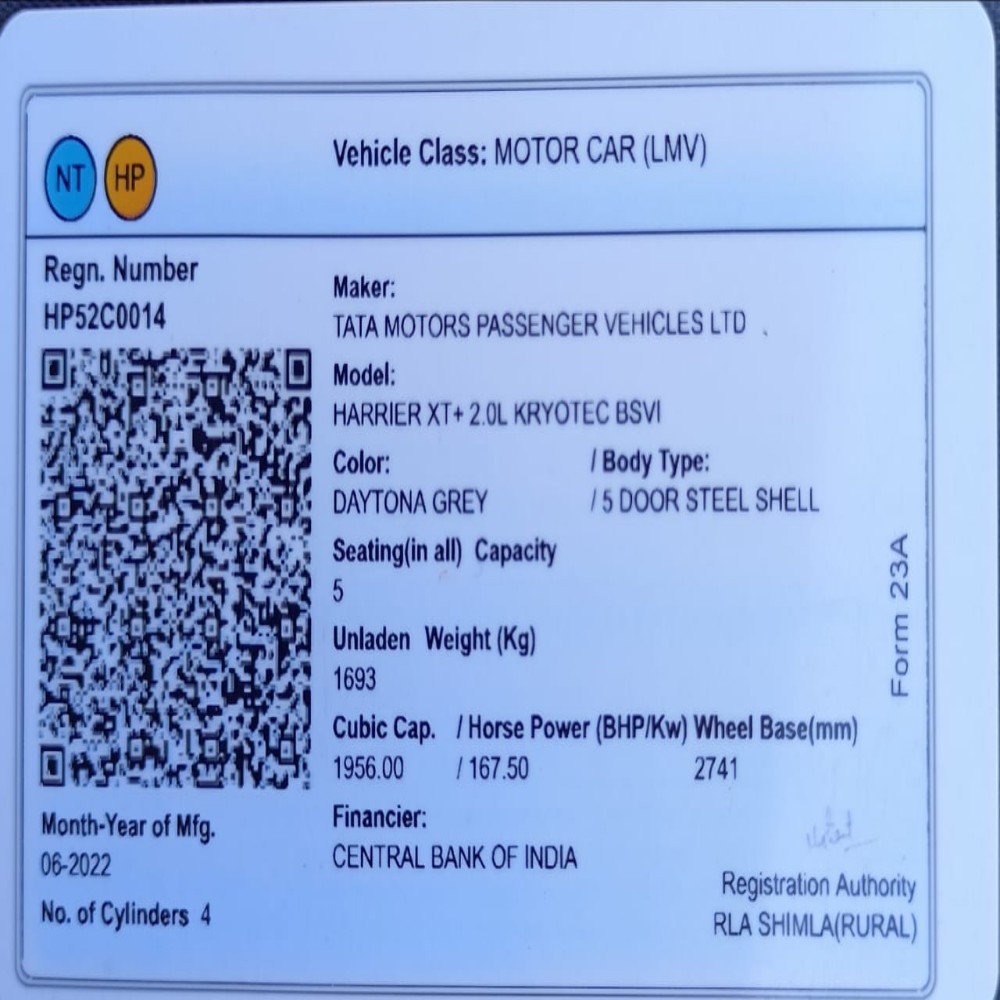 NT HP
Vehicle Class: MOTOR CAR (LMV)
Regn. Number
HP52C0014
Maker:
TATA MOTORS PASSENGER VEHICLES LTD .
Model:
HARRIER XT+ 2.0L KRYOTEC BSVI
Color: / Body Type:
DAYTONA GREY / 5 DOOR STEEL SHELL
Seating(in all) Capacity
5
Unladen Weight (Kg)
1693
Cubic Cap. / Horse Power (BHP/Kw) Wheel Base(mm)
1956.00 / 167.50 2741
Financier:
CENTRAL BANK OF INDIA
Month-Year of Mfg.
06-2022
No. of Cylinders 4
Form 23A
Registration Authority
RLA SHIMLA(RURAL)